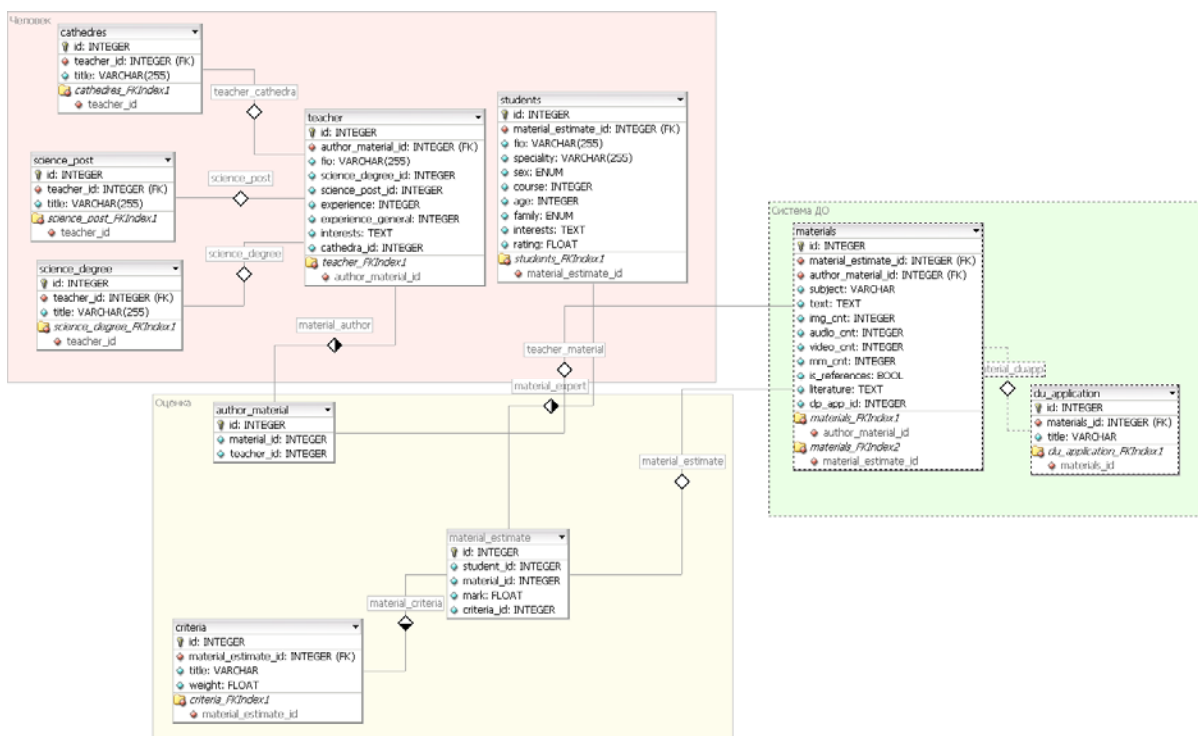 Человек
cathedres
id: INTEGER
teacher_id: INTEGER (FK)
title: VARCHAR(255)
cathedres_FKIndex1
teacher_id
teacher_cathedra
science_post
id: INTEGER
teacher_id: INTEGER (FK)
title: VARCHAR(255)
science_post_FKIndex1
teacher_id
science_post
science_degree
id: INTEGER
teacher_id: INTEGER (FK)
title: VARCHAR(255)
science_degree_FKIndex1
teacher_id
science_degree
teacher
id: INTEGER
author_material_id: INTEGER (FK)
fio: VARCHAR(255)
science_degree_id: INTEGER
science_post_id: INTEGER
experience: INTEGER
experience_general: INTEGER
interests: TEXT
cathedra_id: INTEGER
teacher_FKIndex1
author_material_id
students
id: INTEGER
material_estimate_id: INTEGER (FK)
fio: VARCHAR(255)
speciality: VARCHAR(255)
sex: ENUM
course: INTEGER
age: INTEGER
family: ENUM
interests: TEXT
rating: FLOAT
students_FKIndex1
material_estimate_id
material_author
teacher_material
material_expert
Система ДО
materials
id: INTEGER
material_estimate_id: INTEGER (FK)
author_material_id: INTEGER (FK)
subject: VARCHAR
text: TEXT
img_cnt: INTEGER
audio_cnt: INTEGER
video_cnt: INTEGER
mm_cnt: INTEGER
is_references: BOOL
literature: TEXT
dp_app_id: INTEGER
materials_FKIndex1
author_material_id
materials_FKIndex2
material_estimate_id
aterial_duapp
du_application
id: INTEGER
materials_id: INTEGER (FK)
title: VARCHAR
du_application_FKIndex1
materials_id
Оценка
author_material
id: INTEGER
material_id: INTEGER
teacher_id: INTEGER
material_estimate
material_estimate
id: INTEGER
student_id: INTEGER
material_id: INTEGER
mark: FLOAT
criteria_id: INTEGER
material_criteria
criteria
id: INTEGER
material_estimate_id: INTEGER (FK)
title: VARCHAR
weight: FLOAT
criteria_FKIndex1
material_estimate_id